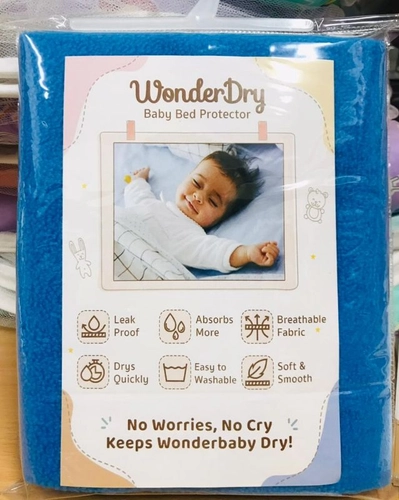 WonderDry
Baby Bed Protector
Leak
Proof
Absorbs
More
Breathable
Fabric
Drys
Quickly
Easy to
Washable
Soft &
Smooth
No Worries, No Cry
Keeps Wonderbaby Dry!